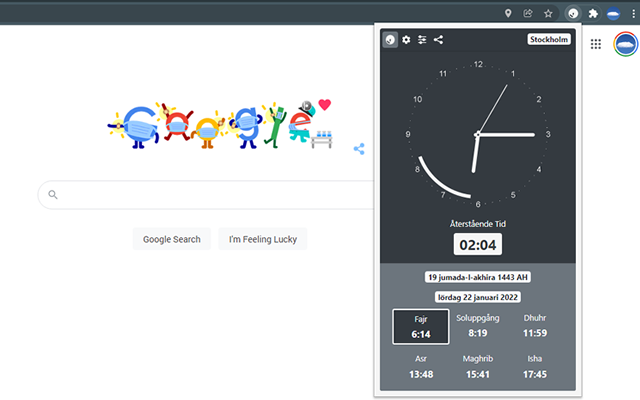 Google
Google Search
I'm Feeling Lucky
Stockholm
12
1
2
3
4
5
6
7
8
9
10
11
Återstående Tid
02:04
19 jumada-l-akhira 1443 AH
lördag 22 januari 2022
Fajr
6:14
Soluppgång
8:19
Dhuhr
11:59
Asr
13:48
Maghrib
15:41
Isha
17:45